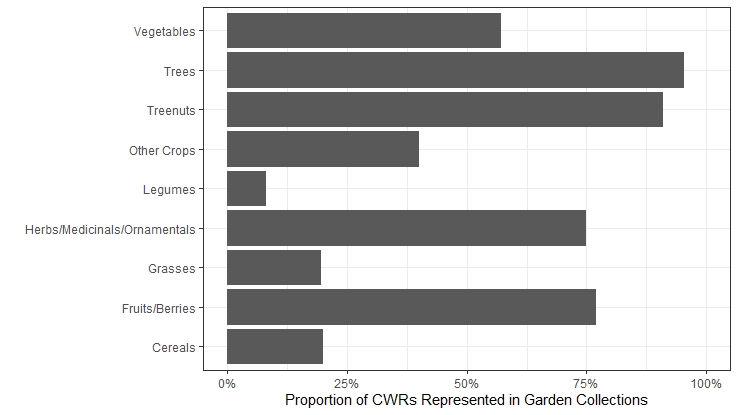 Vegetables
Trees
Treenuts
Other Crops
Legumes
Herbs/Medicinals/Ornamentals
Grasses
Fruits/Berries
Cereals
0% 25% 50% 75% 100%
Proportion of CWRs Represented in Garden Collections